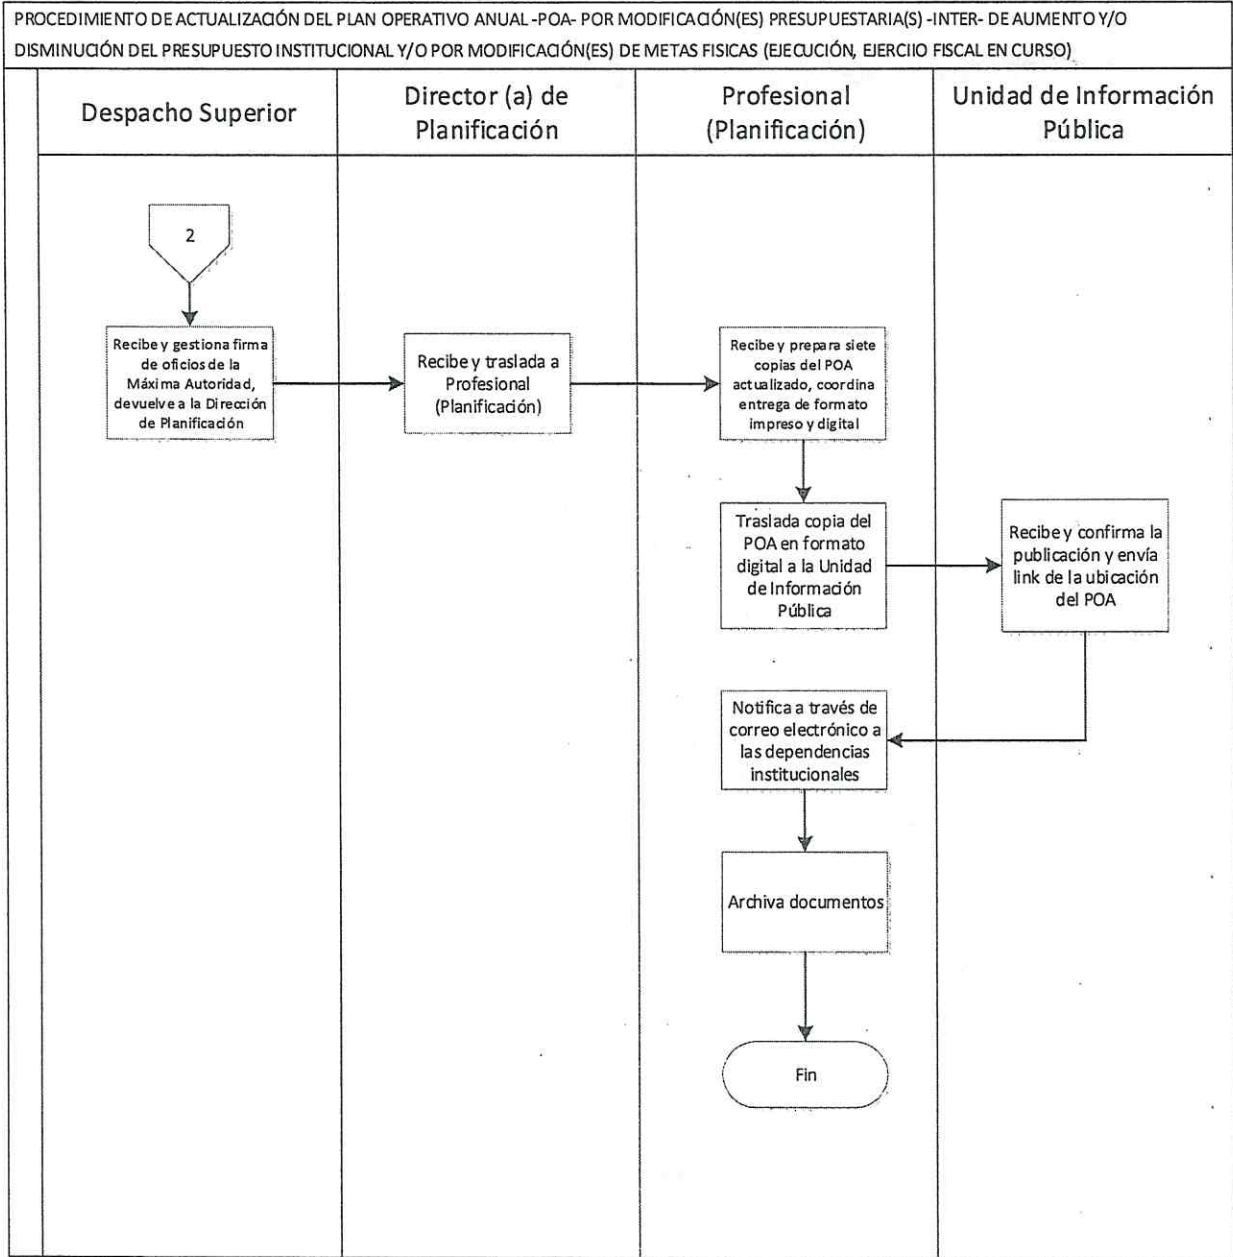 PROCEDIMIENTO DE ACTUALIZACIÓN DEL PLAN OPERATIVO ANUAL -POA- POR MODIFICACIÓN(ES) PRESUPUESTARIA(S) -INTER- DE AUMENTO Y/O
DISMINUCIÓN DEL PRESUPUESTO INSTITUCIONAL Y/O POR MODIFICACIÓN(ES) DE METAS FISICAS (EJECUCIÓN, EJERCIIO FISCAL EN CURSO)
Despacho Superior
Director (a) de
Planificación
Profesional
(Planificación)
Unidad de Información
Pública
2
Recibe y gestiona firma
de oficios de la
Máxima Autoridad,
devuelve a la Dirección
de Planificación
Recibe y traslada a
Profesional
(Planificación)
Recibe y prepara siete
copias del POA
actualizado, coordina
entrega de formato
impreso y digital
Traslada copia del
POA en formato
digital a la Unidad
de Información
Pública
Recibe y confirma la
publicación y envía
link de la ubicación
del POA
Notifica a través de
correo electrónico a
las dependencias
institucionales
Archiva documentos
Fin